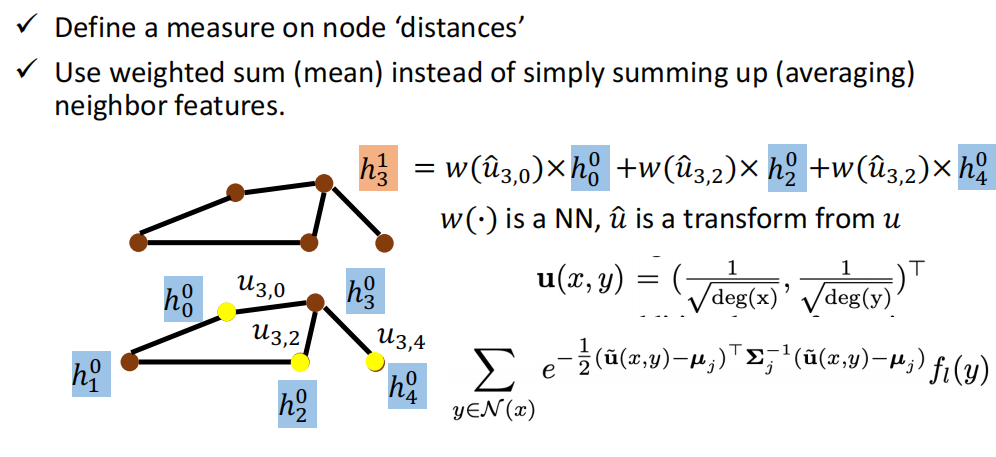 ✓ Define a measure on node ‘distances’
✓ Use weighted sum (mean) instead of simply summing up (averaging)
neighbor features.
$h_3^1 = w(\hat{u}_{3,0}) \times h_0^0 + w(\hat{u}_{3,2}) \times h_2^0 + w(\hat{u}_{3,2}) \times h_4^0$
$w(\cdot)$ is a NN, $\hat{u}$ is a transform from $u$
$\mathbf{u}(x, y) = (\frac{1}{\sqrt{\deg(x)}}, \frac{1}{\sqrt{\deg(y)}})^\top$
$h_0^0$
$u_{3,0}$
$h_3^0$
$u_{3,2}$
$u_{3,4}$
$h_1^0$
$h_2^0$
$h_4^0$
$\sum_{y \in \mathcal{N}(x)} e^{-\frac{1}{2}(\tilde{\mathbf{u}}(x,y) - \boldsymbol{\mu}_j)^\top \boldsymbol{\Sigma}_j^{-1} (\tilde{\mathbf{u}}(x,y) - \boldsymbol{\mu}_j)} f_l(y)$